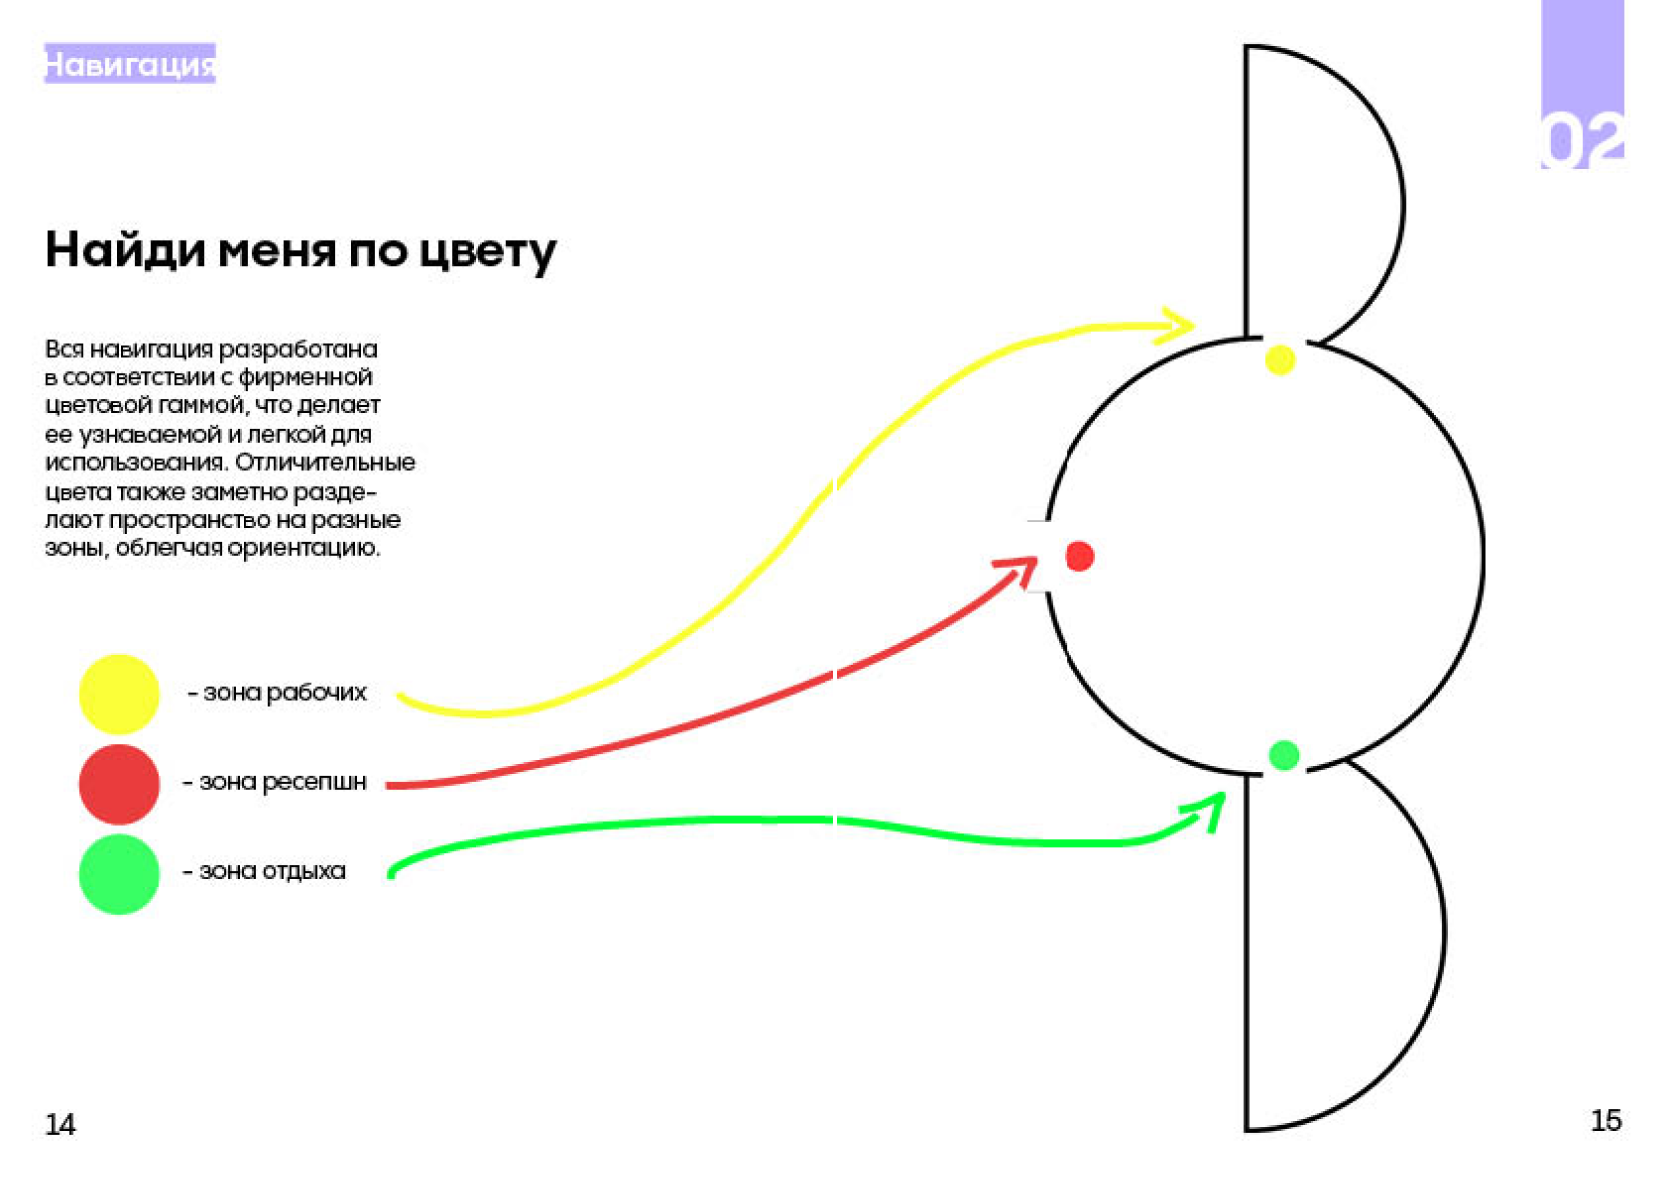 Навигация
02
Найди меня по цвету
Вся навигация разработана
в соответствии с фирменной
цветовой гаммой, что делает
ее узнаваемой и легкой для
использования. Отличительные
цвета также заметно разде-
лают пространство на разные
зоны, облегчая ориентацию.
- зона рабочих
- зона ресепшн
- зона отдыха
14
15